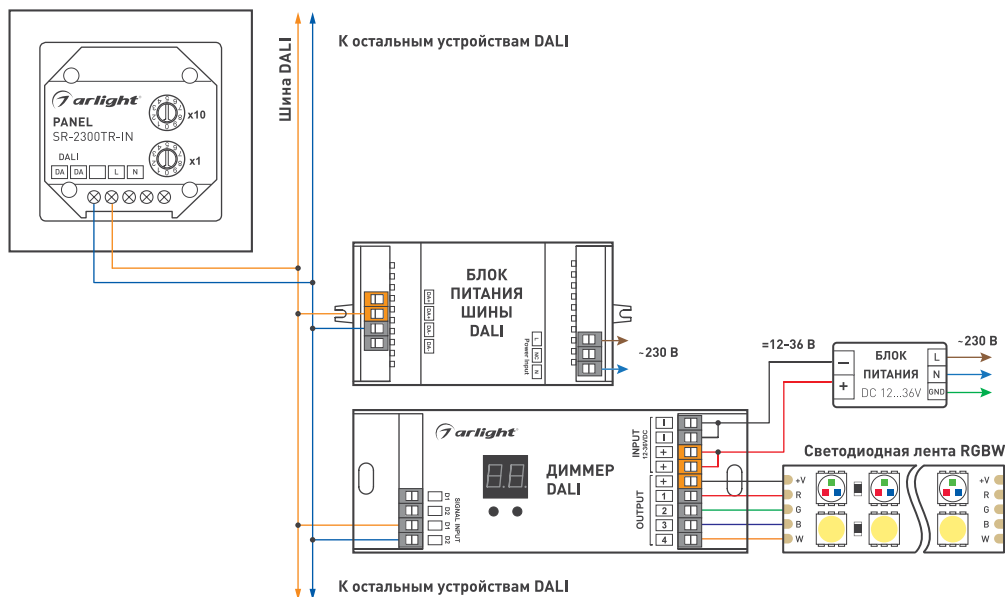 К остальным устройствам DALI
Шина DALI
arlight®
PANEL
SR-2300TR-IN
x10
x1
DALI
DA DA L N
БЛОК
ПИТАНИЯ
ШИНЫ
DALI
DA+
DA+
DA-
DA-
L
NC
N
Power Input
~230 В
=12-36 В
БЛОК
ПИТАНИЯ
DC 12...36V
−
+
L
N
GND
~230 В
arlight®
ДИММЕР
DALI
D1
D2
D1
D2
SIGNAL INPUT
INPUT
12-36VDC
−
−
+
+
OUTPUT
+
1
2
3
4
Светодиодная лента RGBW
+V
R
G
B
W
+V
R
G
B
W
К остальным устройствам DALI